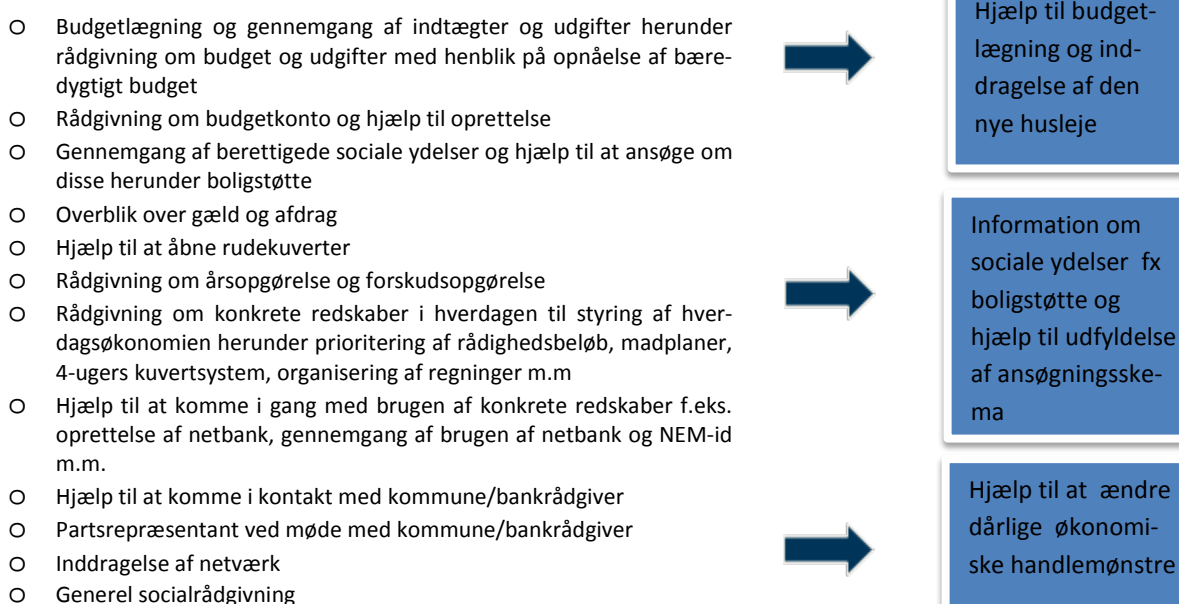 o Budgetlægning og gennemgang af indtægter og udgifter herunder
rådgivning om budget og udgifter med henblik på opnåelse af bære-
dygtigt budget
o Rådgivning om budgetkonto og hjælp til oprettelse
o Gennemgang af berettigede sociale ydelser og hjælp til at ansøge om
disse herunder boligstøtte
o Overblik over gæld og afdrag
o Hjælp til at åbne rudekuverter
o Rådgivning om årsopgørelse og forskudsopgørelse
o Rådgivning om konkrete redskaber i hverdagen til styring af hver-
dagsøkonomien herunder prioritering af rådighedsbeløb, madplaner,
4-ugers kuvertsystem, organisering af regninger m.m
o Hjælp til at komme i gang med brugen af konkrete redskaber f.eks.
oprettelse af netbank, gennemgang af brugen af netbank og NEM-id
m.m.
o Hjælp til at komme i kontakt med kommune/bankrådgiver
o Partsrepræsentant ved møde med kommune/bankrådgiver
o Inddragelse af netværk
o Generel socialrådgivning
Hjælp til budget-
lægning og ind-
dragelse af den
nye husleje
Information om
sociale ydelser fx
boligstøtte og
hjælp til udfyldelse
af ansøgningsske-
ma
Hjælp til at ændre
dårlige økonomi-
ske handlemønstre